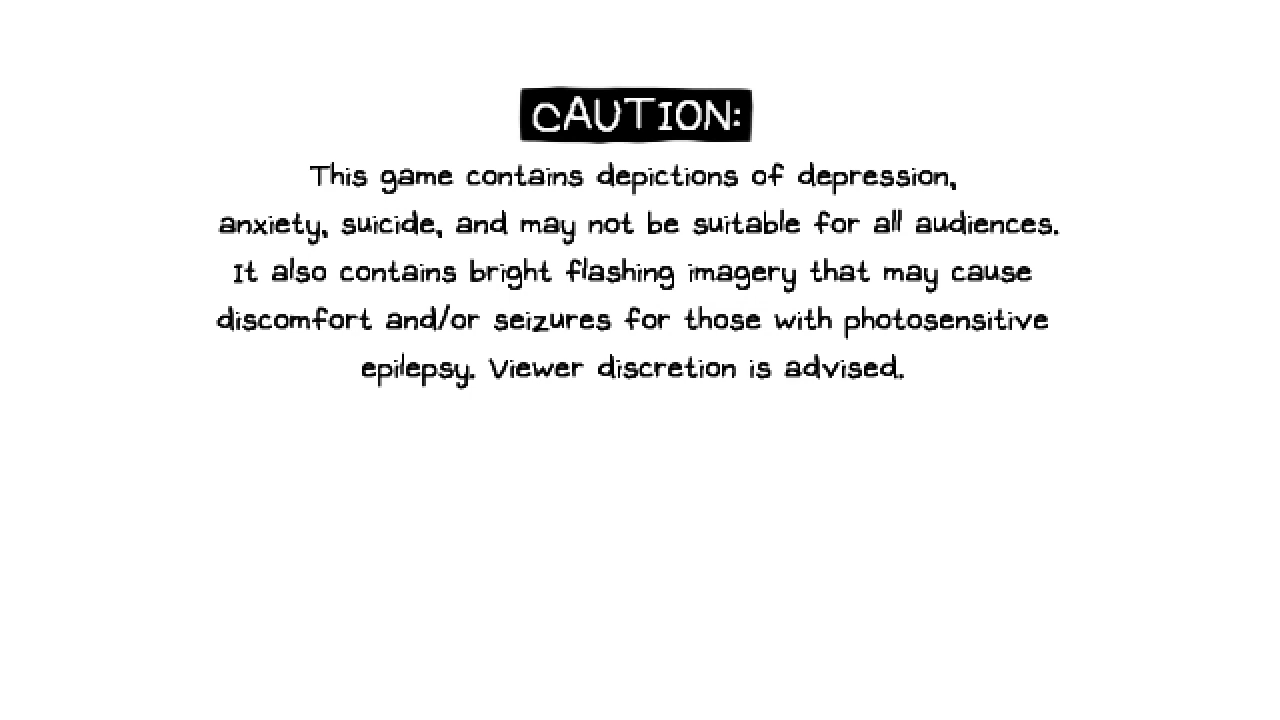 CAUTION:
This game contains depictions of depression,
anxiety, suicide, and may not be suitable for all audiences.
It also contains bright flashing imagery that may cause
discomfort and/or seizures for those with photosensitive
epilepsy. Viewer discretion is advised.